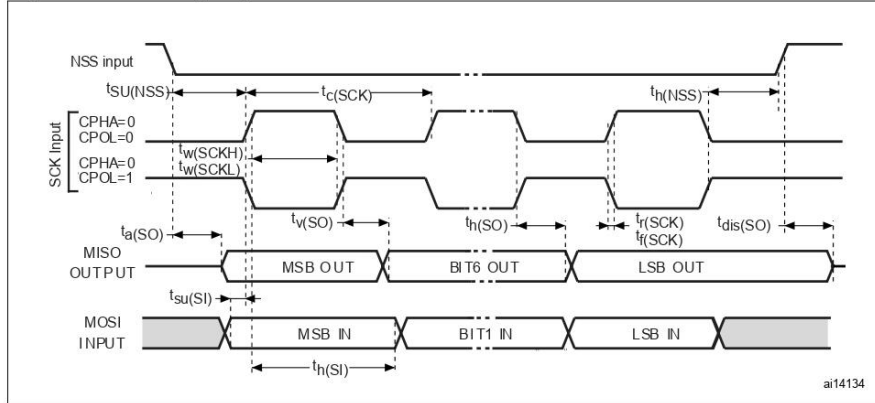 NSS input
tSU(NSS)
tc(SCK)
th(NSS)
SCK Input
CPHA=0
CPOL=0
tw(SCKH)
tw(SCKL)
CPHA=0
CPOL=1
tv(SO)
th(SO)
tr(SCK)
tf(SCK)
tdis(SO)
ta(SO)
MISO
OUTPUT
MSB OUT
BIT6 OUT
LSB OUT
tsu(SI)
MOSI
INPUT
MSB IN
BIT1 IN
LSB IN
th(SI)
ai14134